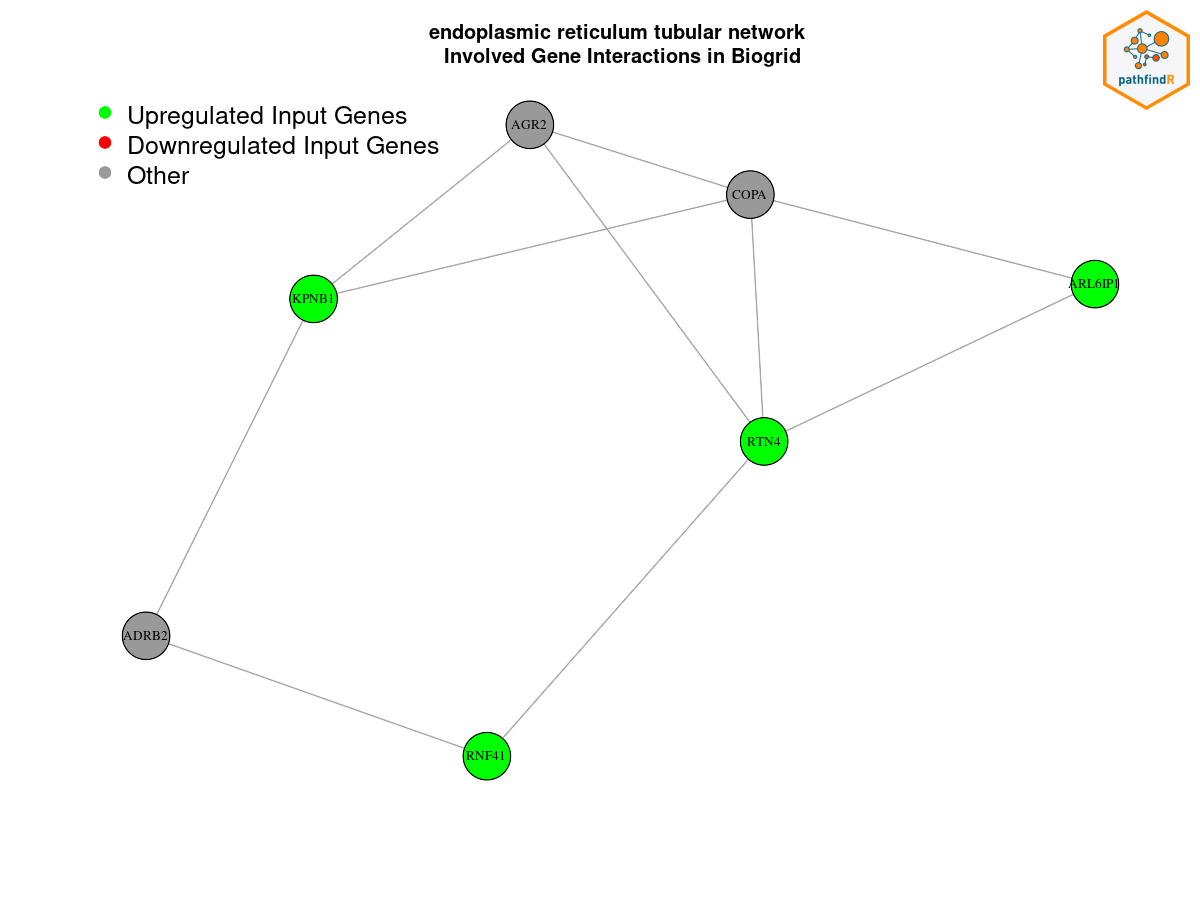 endoplasmic reticulum tubular network
Involved Gene Interactions in Biogrid
pathfindR
Upregulated Input Genes
Downregulated Input Genes
Other
AGR2
COPA
KPNB1
ARL6IP1
RTN4
ADRB2
RNF41